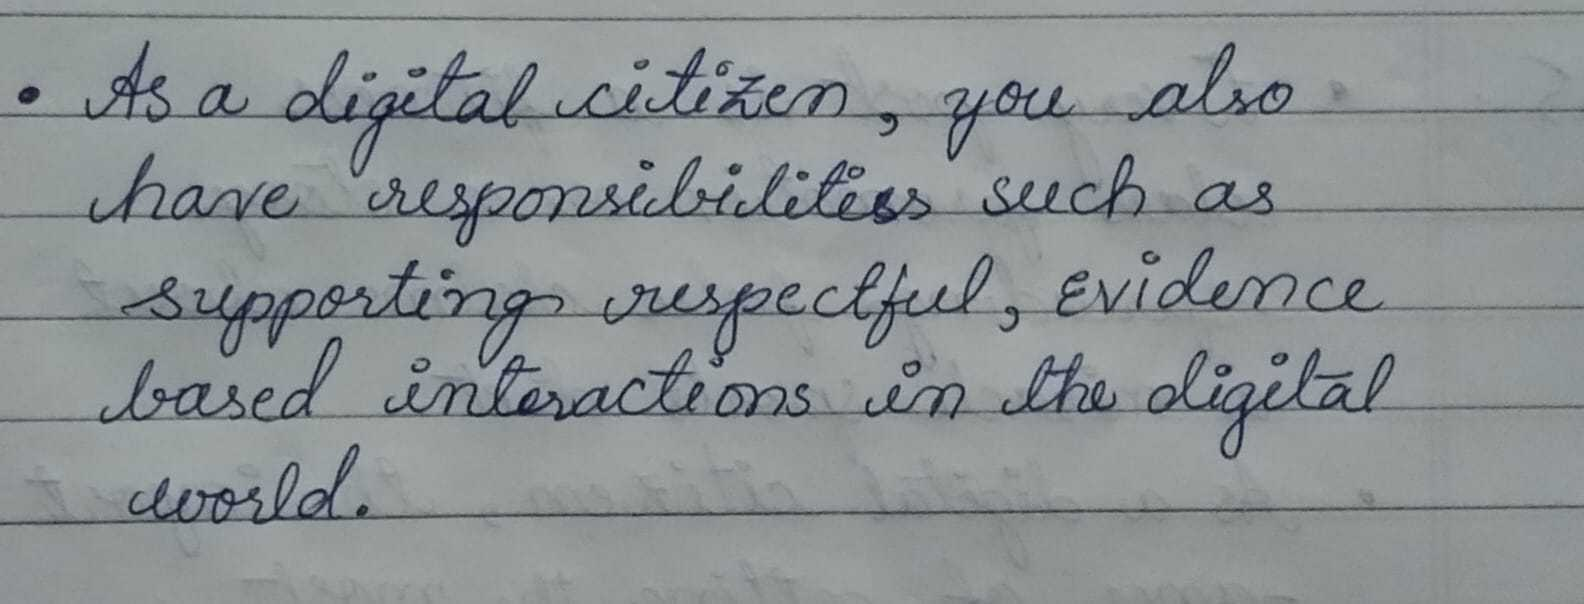 • As a digital citizen, you also
have responsibilities such as
supporting respectful, evidence
based interactions in the digital
world.